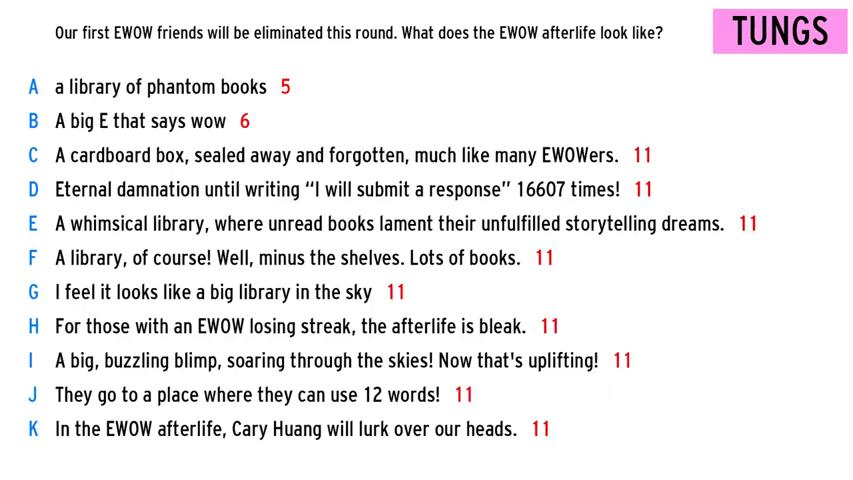 Our first EWOW friends will be eliminated this round. What does the EWOW afterlife look like?
TUNGS
A a library of phantom books 5
B A big E that says wow 6
C A cardboard box, sealed away and forgotten, much like many EWOWers. 11
D Eternal damnation until writing “I will submit a response” 16607 times! 11
E A whimsical library, where unread books lament their unfulfilled storytelling dreams. 11
F A library, of course! Well, minus the shelves. Lots of books. 11
G I feel it looks like a big library in the sky 11
H For those with an EWOW losing streak, the afterlife is bleak. 11
I A big, buzzling blimp, soaring through the skies! Now that's uplifting! 11
J They go to a place where they can use 12 words! 11
K In the EWOW afterlife, Cary Huang will lurk over our heads. 11